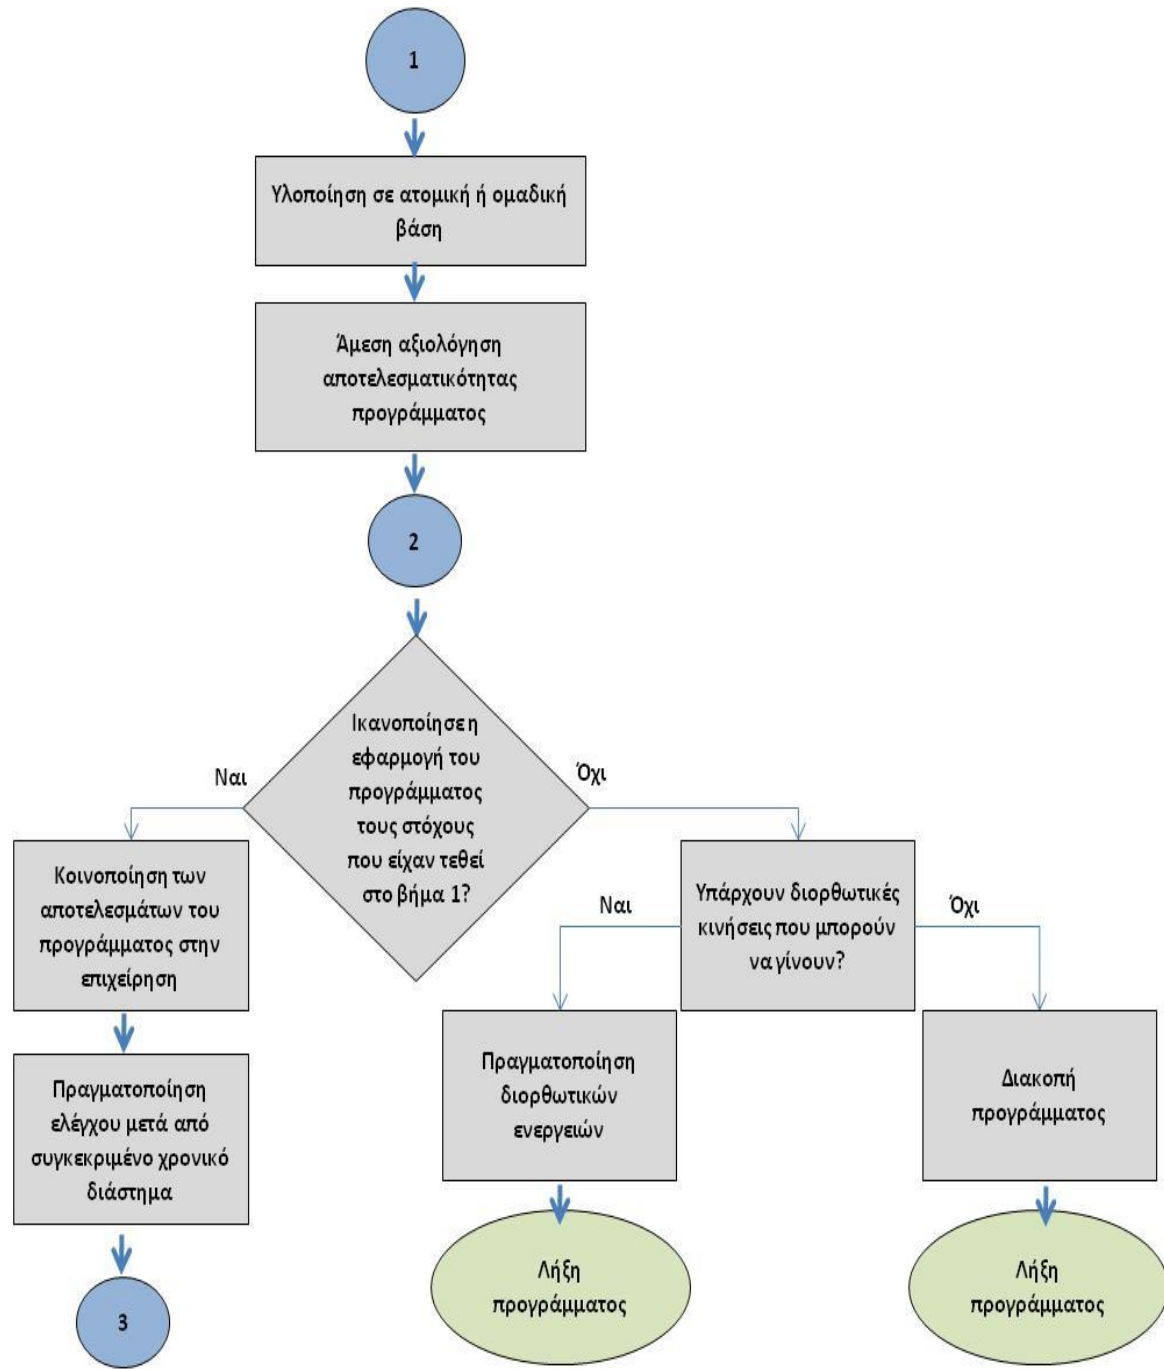 1
Υλοποίηση σε ατομική ή ομαδική
βάση
Άμεση αξιολόγηση
αποτελεσματικότητας
προγράμματος
2
Ικανοποίησε η
εφαρμογή του
προγράμματος
τους στόχους
που είχαν τεθεί
στο βήμα 1?
Ναι
Όχι
Κοινοποίηση των
αποτελεσμάτων του
προγράμματος στην
επιχείρηση
Υπάρχουν διορθωτικές
κινήσεις που μπορούν
να γίνουν?
Ναι
Όχι
Πραγματοποίηση
ελέγχου μετά από
συγκεκριμένο χρονικό
διάστημα
Πραγματοποίηση
διορθωτικών
ενεργειών
Διακοπή
προγράμματος
3
Λήξη
προγράμματος
Λήξη
προγράμματος